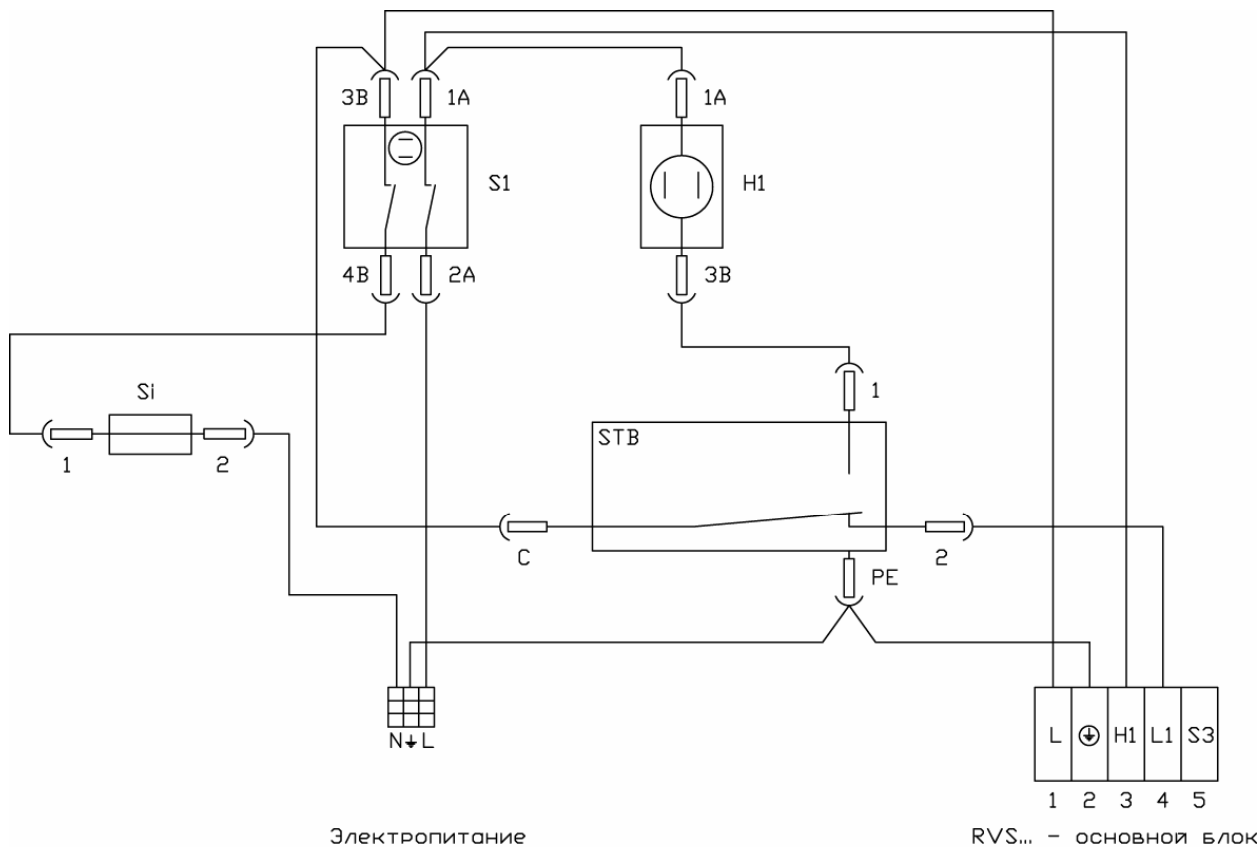 3B
1A
1A
S1
H1
4B
2A
3B
Si
1
1
2
STB
C
2
PE
N L
L H1 L1 S3
1 2 3 4 5
Электропитание
RVS... - основной блок